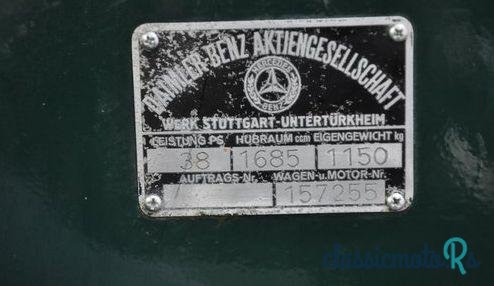 DAIMLER-BENZ AKTIENGESELLSCHAFT
MERCEDES
BENZ
WERK STUTTGART-UNTERTÜRKHEIM
LEISTUNG PS HUBRAUM ccm EIGENGEWICHT kg
38 1685 1150
AUFTRAGS-Nr. WAGEN-u.MOTOR-Nr.
157255
classicmotoRs